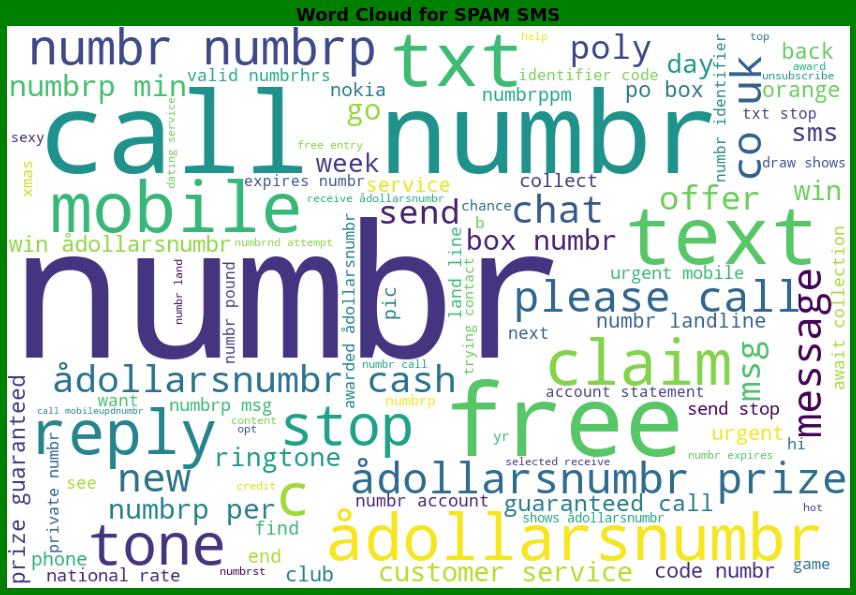 Word Cloud for SPAM SMS
numbr numbrp
txt
help
poly
day
numbr identifier
co uk
top
back
award
unsubscribe
orange
numbrp min
valid numbrhrs
nokia
identifier code
numbrppm
po box
go
txt stop
sms
sexy
call numbr
dating service
free entry
week
draw shows
xmas
expires numbr
service
collect
mobile
receive ådollarsnumbr
send
chance
b
chat
offer
win
text
win ådollarsnumbr
numbrnd attempt
awarded ådollarsnumbr
box numbr
land line
await collection
numbr
numbr land
numbr pound
pic
trying contact
urgent mobile
please call
message
next
numbr landline
claim
msg
numbr call
ådollarsnumbr cash
free
account statement
prize guaranteed
want
numbrp msg
numbrp
send stop
call mobileupdnumbr
reply
content
opt
stop
yr
urgent
hi
private numbr
ringtone
selected receive
numbr expires
see
new
credit
c
ådollarsnumbr prize
numbrp per
numbr account
guaranteed call
hot
tone
find
shows ådollarsnumbr
ådollarsnumbr
phone
end
game
national rate
numbrst
club
customer service
code numbr